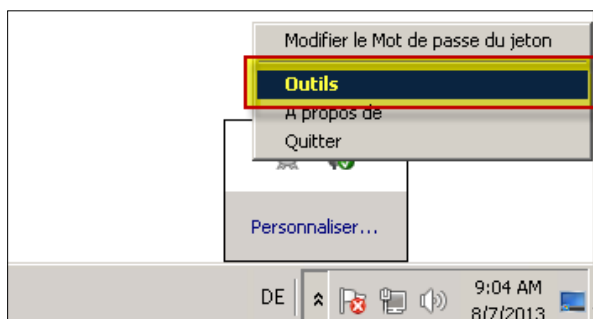 Modifier le Mot de passe du jeton
Outils
A propos de
Quitter
Personnaliser...
DE
9:04 AM
8/7/2013